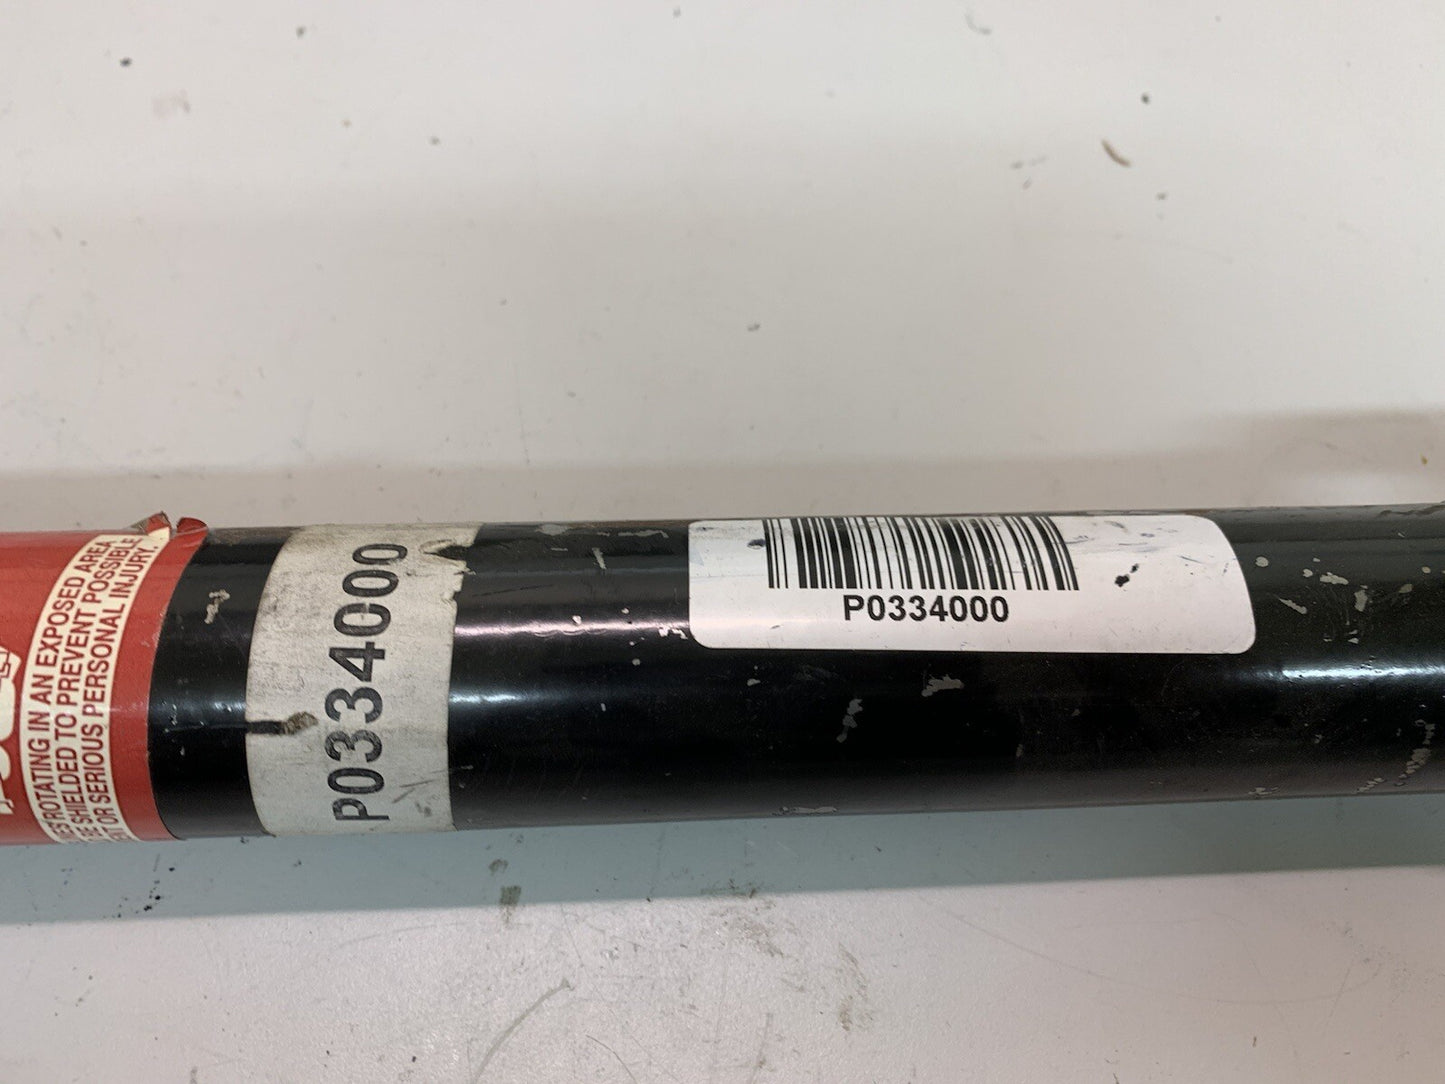 ROTATING IN AN EXPOSED AREA
SHIELDED TO PREVENT POSSIBLE
OR SERIOUS PERSONAL INJURY.
P0334000
P0334000